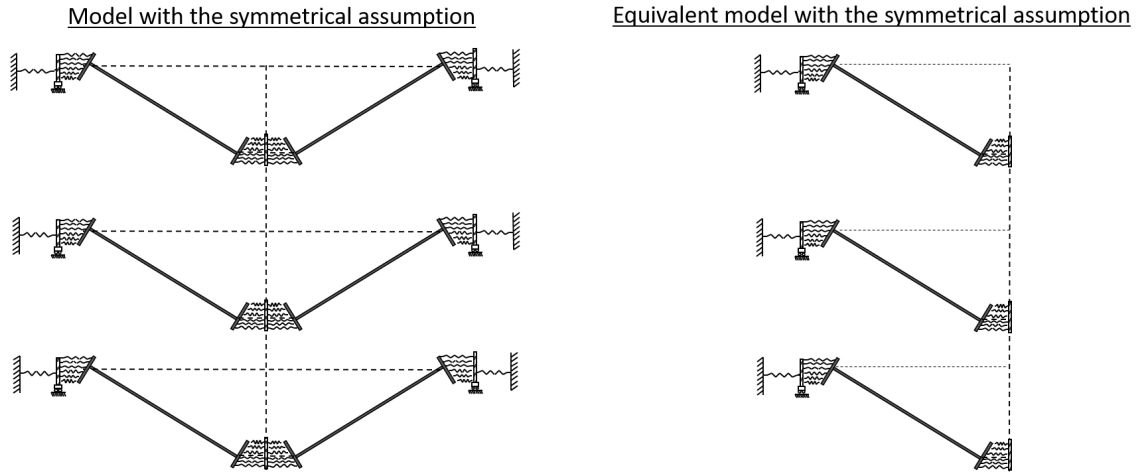 Model with the symmetrical assumption
Equivalent model with the symmetrical assumption